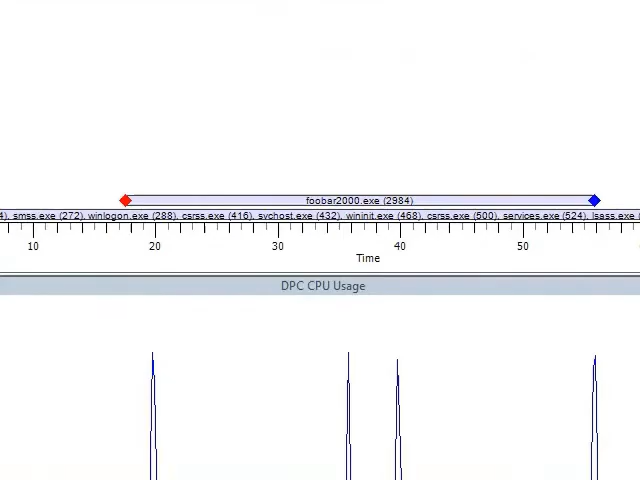 foobar2000.exe (2984)
4), smss.exe (272), winlogon.exe (288), csrss.exe (416), svchost.exe (432), wininit.exe (468), csrss.exe (500), services.exe (524), lsass.exe
10 20 30 40 50
Time
DPC CPU Usage